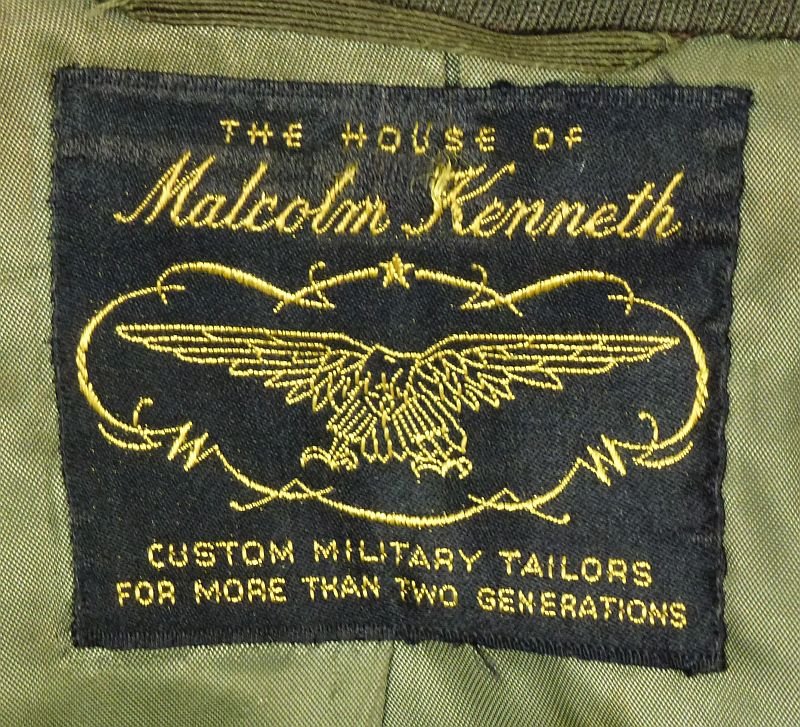 THE HOUSE OF
Malcolm Kenneth
CUSTOM MILITARY TAILORS
FOR MORE THAN TWO GENERATIONS